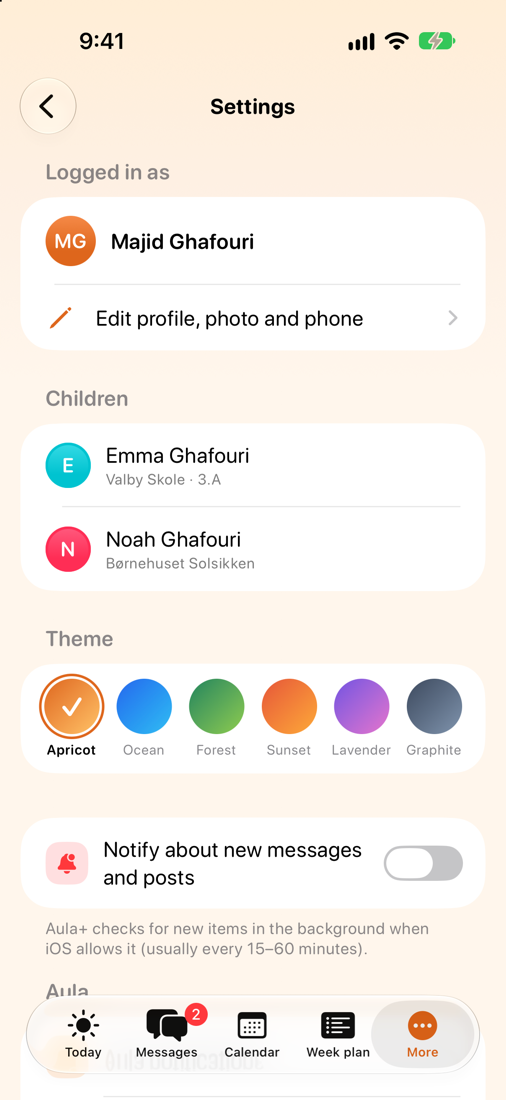 9:41
Settings
Logged in as
MG
Majid Ghafouri
Edit profile, photo and phone
Children
E
Emma Ghafouri
Valby Skole · 3.A
N
Noah Ghafouri
Børnehuset Solsikken
Theme
Apricot
Ocean
Forest
Sunset
Lavender
Graphite
Notify about new messages
and posts
Aula+ checks for new items in the background when
iOS allows it (usually every 15–60 minutes).
Aula
2
Today
Messages
Calendar
Week plan
More